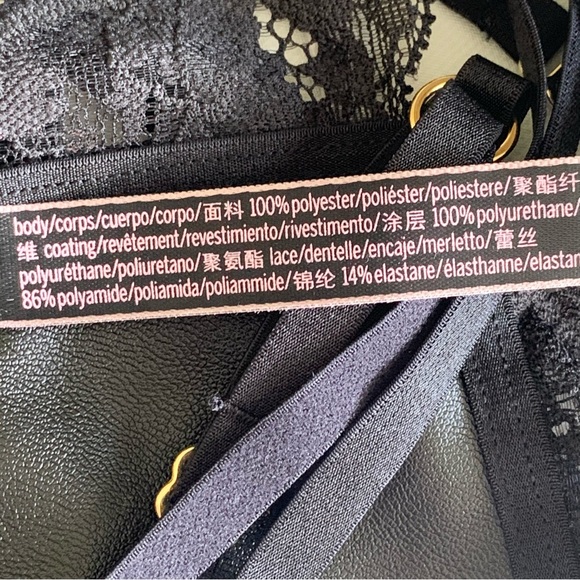 body/corps/cuerpo/corpo/面料 100% polyester/poliéster/poliestere/聚酯纤
维 coating/revêtement/revestimiento/rivestimento/涂层 100% polyurethane/
polyuréthane/poliuretano/聚氨酯 lace/dentelle/encaje/merletto/蕾丝
86% polyamide/poliamida/poliammide/锦纶 14% elastane/élasthanne/elastan